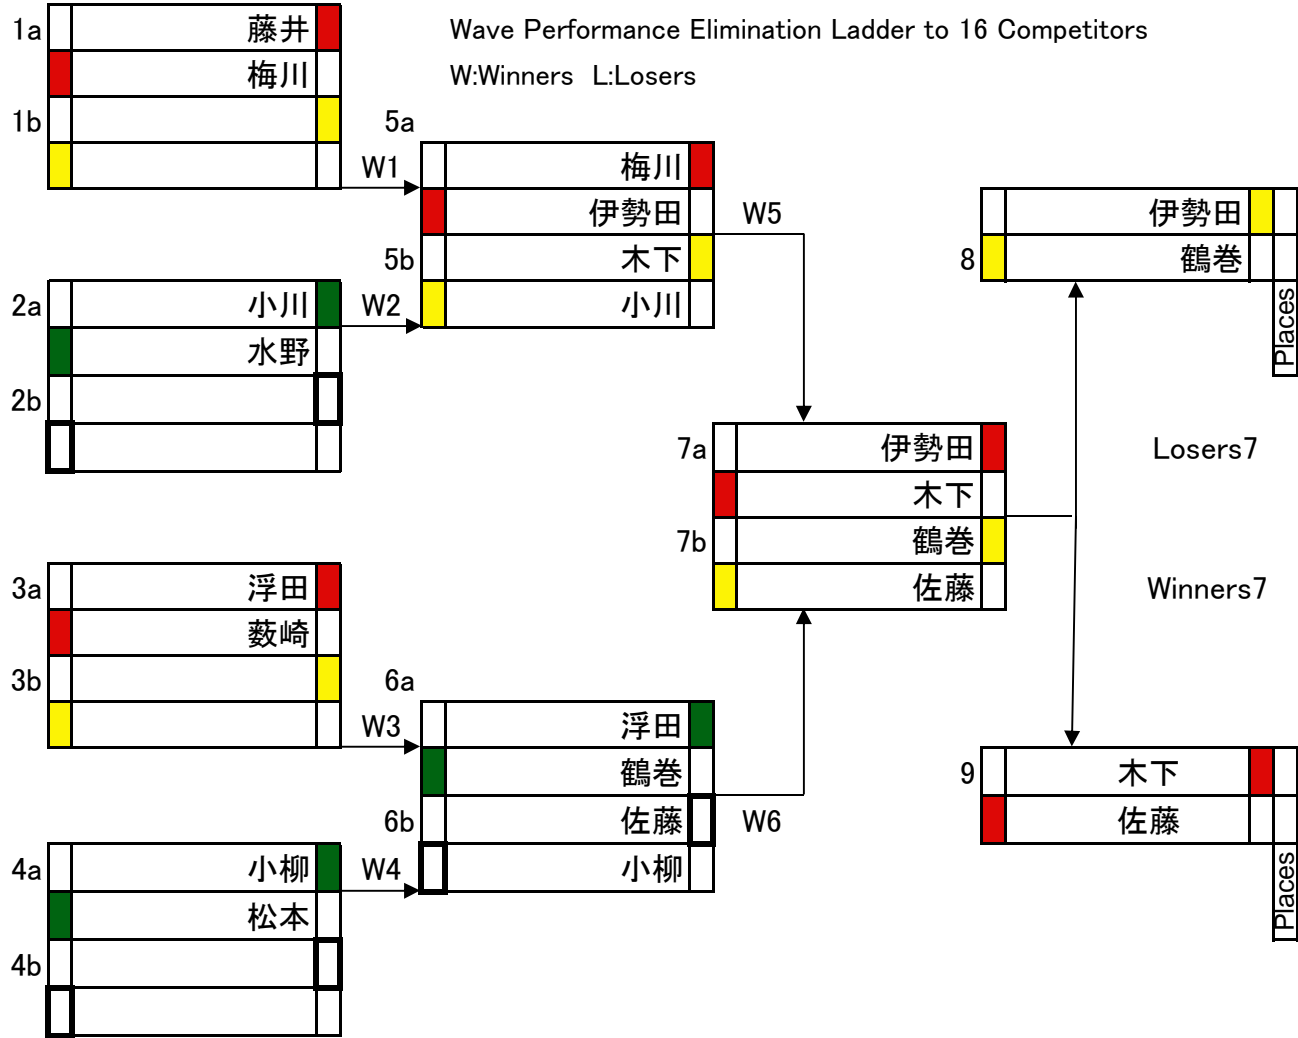 Wave Performance Elimination Ladder to 16 Competitors
W:Winners L:Losers
1a
藤井
梅川
1b
W1
2a
小川
水野
2b
W2
3a
浮田
薮崎
3b
W3
4a
小柳
松本
4b
W4
5a
梅川
伊勢田
5b
木下
小川
W5
6a
浮田
鶴巻
6b
佐藤
小柳
W6
7a
伊勢田
木下
7b
鶴巻
佐藤
8
伊勢田
鶴巻
Places
Losers7
Winners7
9
木下
佐藤
Places